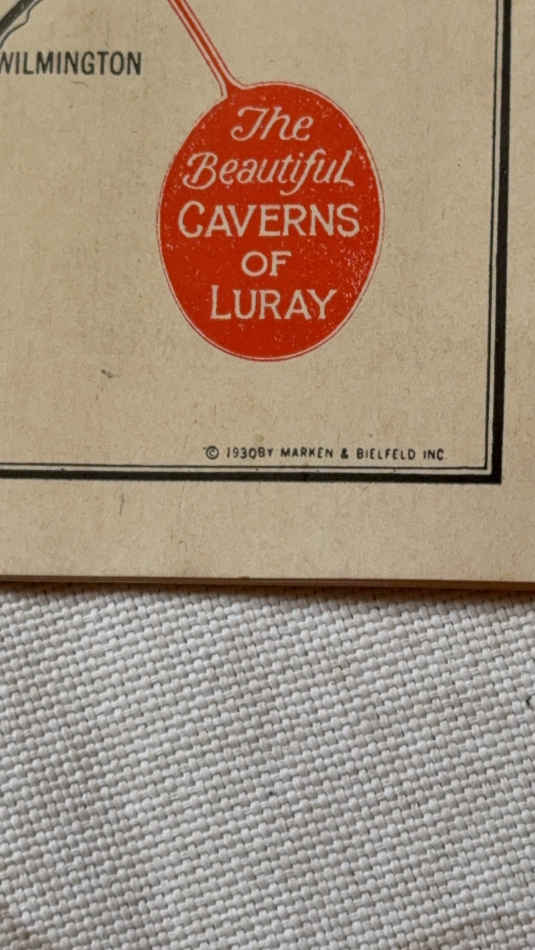 WILMINGTON
The
Beautiful
CAVERNS
OF
LURAY
© 1930 BY MARKEN & BIELFELD INC